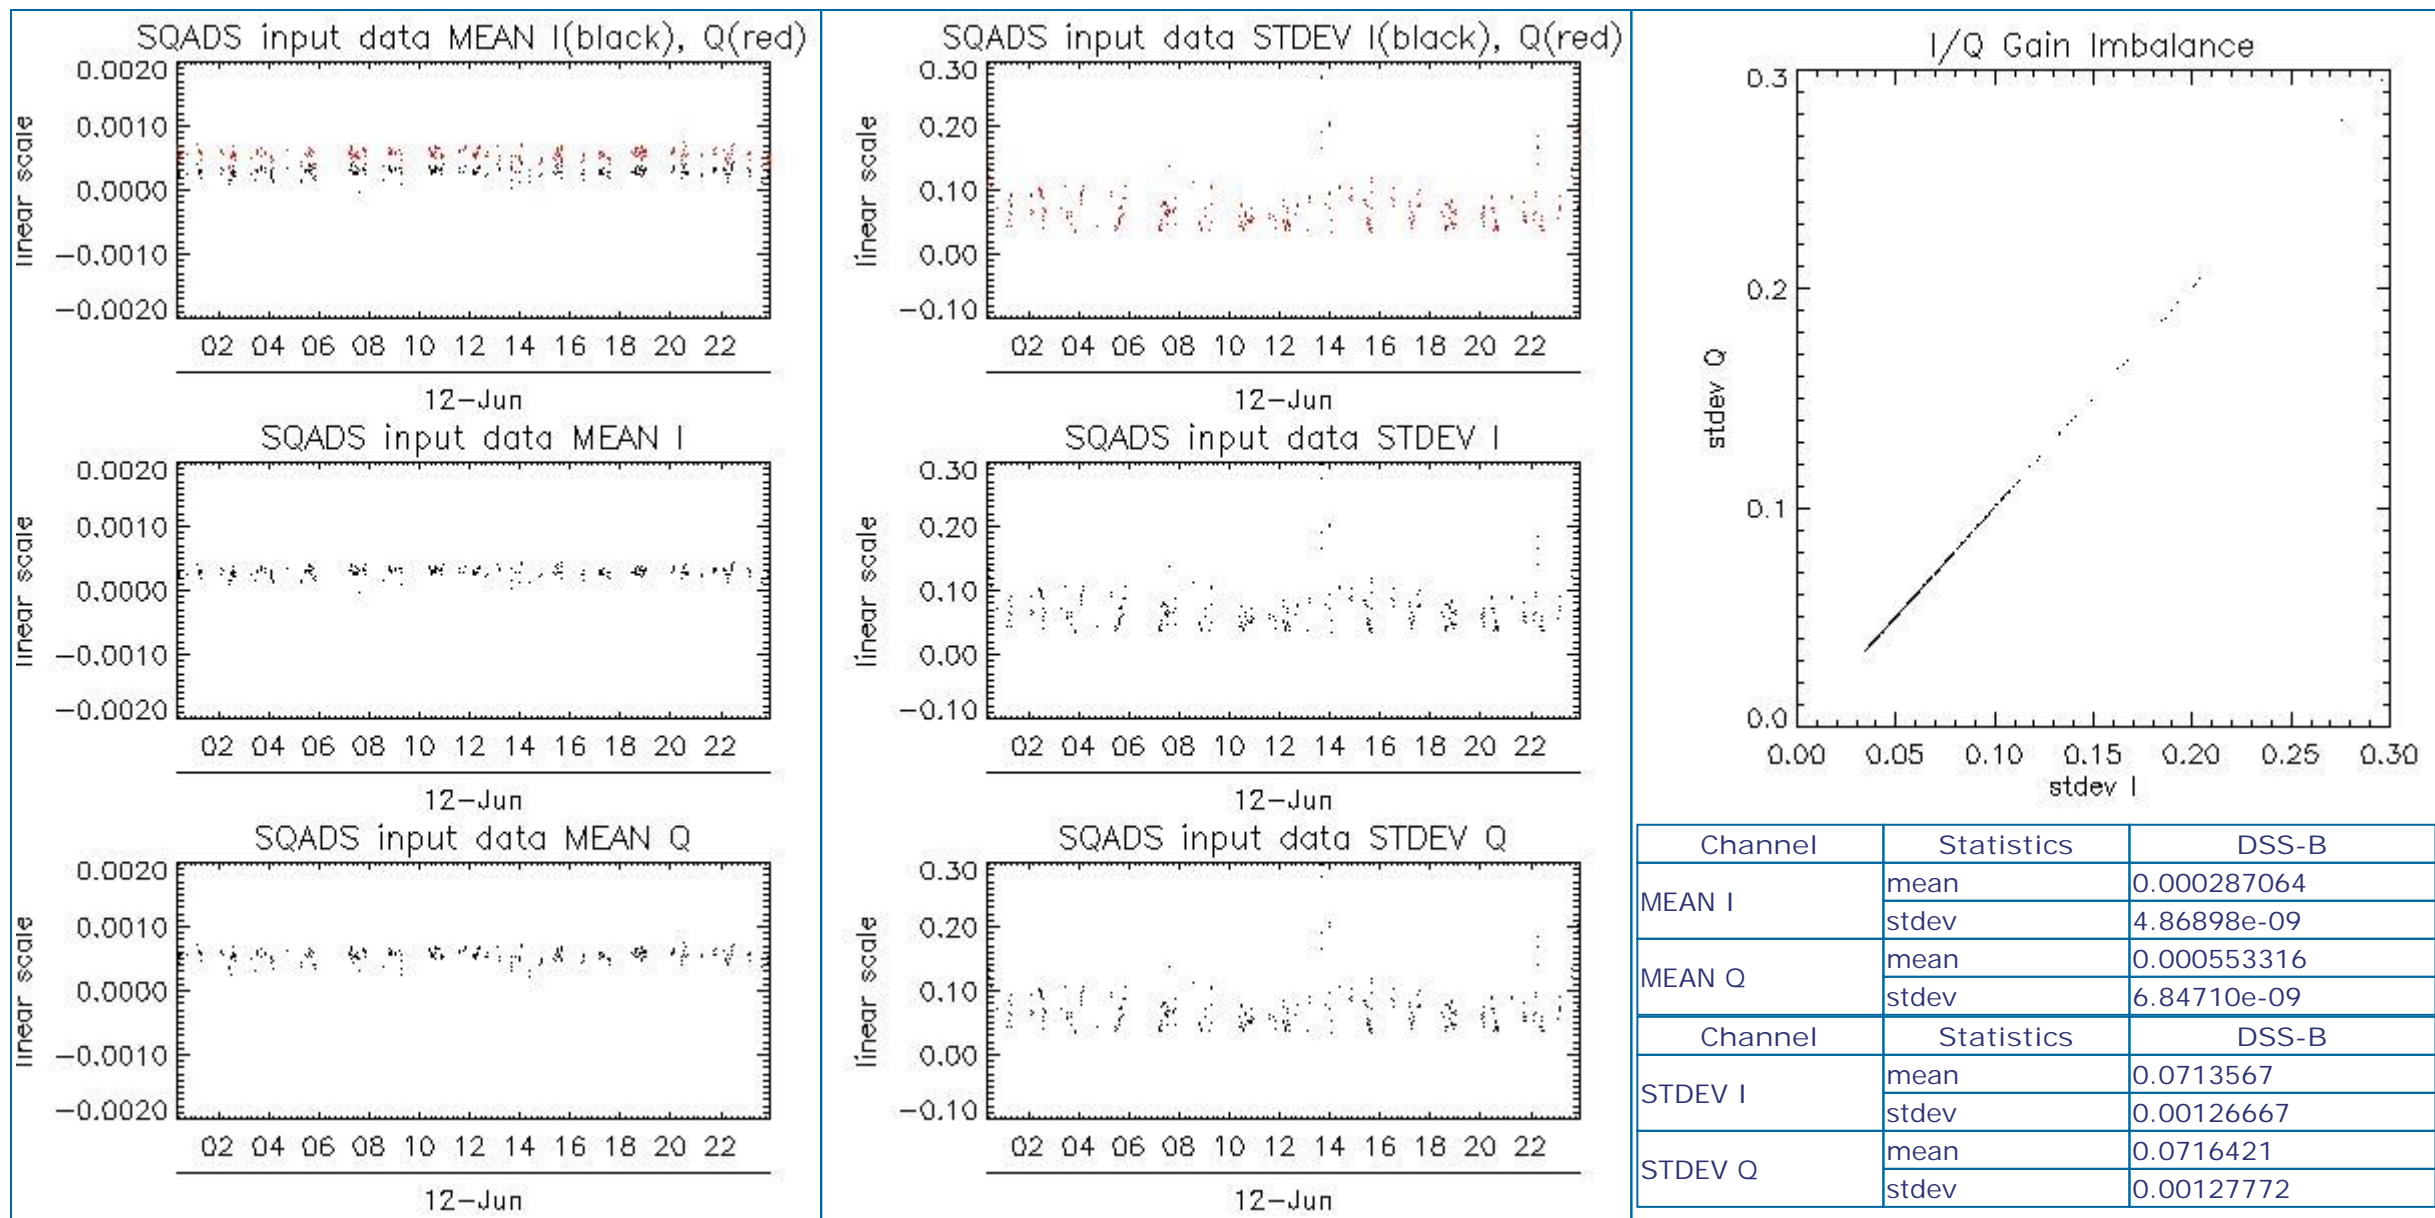 SQADS input data MEAN I(black), Q(red)
0.0020
0.0010
0.0000
−0.0010
−0.0020
linear scale
02 04 06 08 10 12 14 16 18 20 22
12−Jun
SQADS input data MEAN I
0.0020
0.0010
0.0000
−0.0010
−0.0020
linear scale
02 04 06 08 10 12 14 16 18 20 22
12−Jun
SQADS input data MEAN Q
0.0020
0.0010
0.0000
−0.0010
−0.0020
linear scale
02 04 06 08 10 12 14 16 18 20 22
12−Jun
SQADS input data STDEV I(black), Q(red)
0.30
0.20
0.10
0.00
−0.10
linear scale
02 04 06 08 10 12 14 16 18 20 22
12−Jun
SQADS input data STDEV I
0.30
0.20
0.10
0.00
−0.10
linear scale
02 04 06 08 10 12 14 16 18 20 22
12−Jun
SQADS input data STDEV Q
0.30
0.20
0.10
0.00
−0.10
linear scale
02 04 06 08 10 12 14 16 18 20 22
12−Jun
I/Q Gain Imbalance
0.3
0.2
0.1
0.0
stdev Q
0.00 0.05 0.10 0.15 0.20 0.25 0.30
stdev I
Channel Statistics DSS-B
MEAN I mean 0.000287064
stdev 4.86898e-09
MEAN Q mean 0.000553316
stdev 6.84710e-09
Channel Statistics DSS-B
STDEV I mean 0.0713567
stdev 0.00126667
STDEV Q mean 0.0716421
stdev 0.00127772